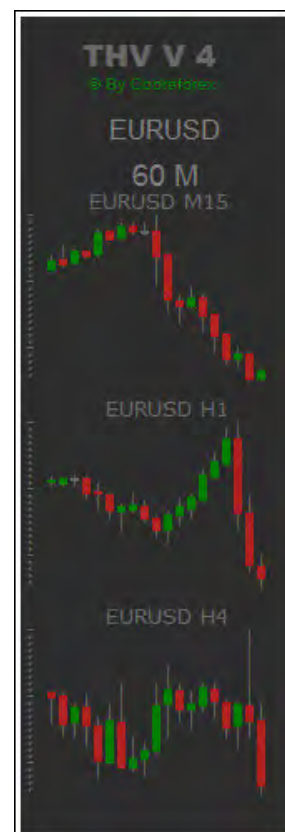 THV V 4
© By Cobraforex
EURUSD
60 M
EURUSD M15
EURUSD H1
EURUSD H4